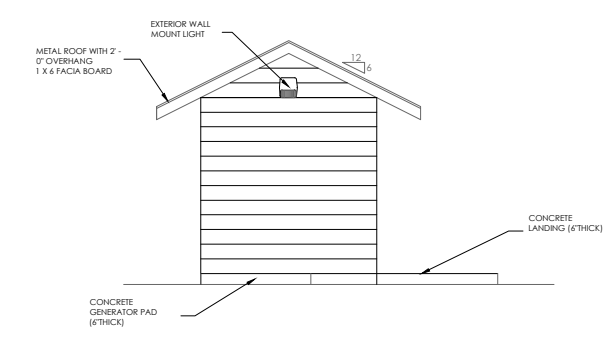 EXTERIOR WALL
MOUNT LIGHT
METAL ROOF WITH 2' -
0" OVERHANG
1 X 6 FACIA BOARD
12
6
CONCRETE
LANDING (6"THICK)
CONCRETE
GENERATOR PAD
(6"THICK)